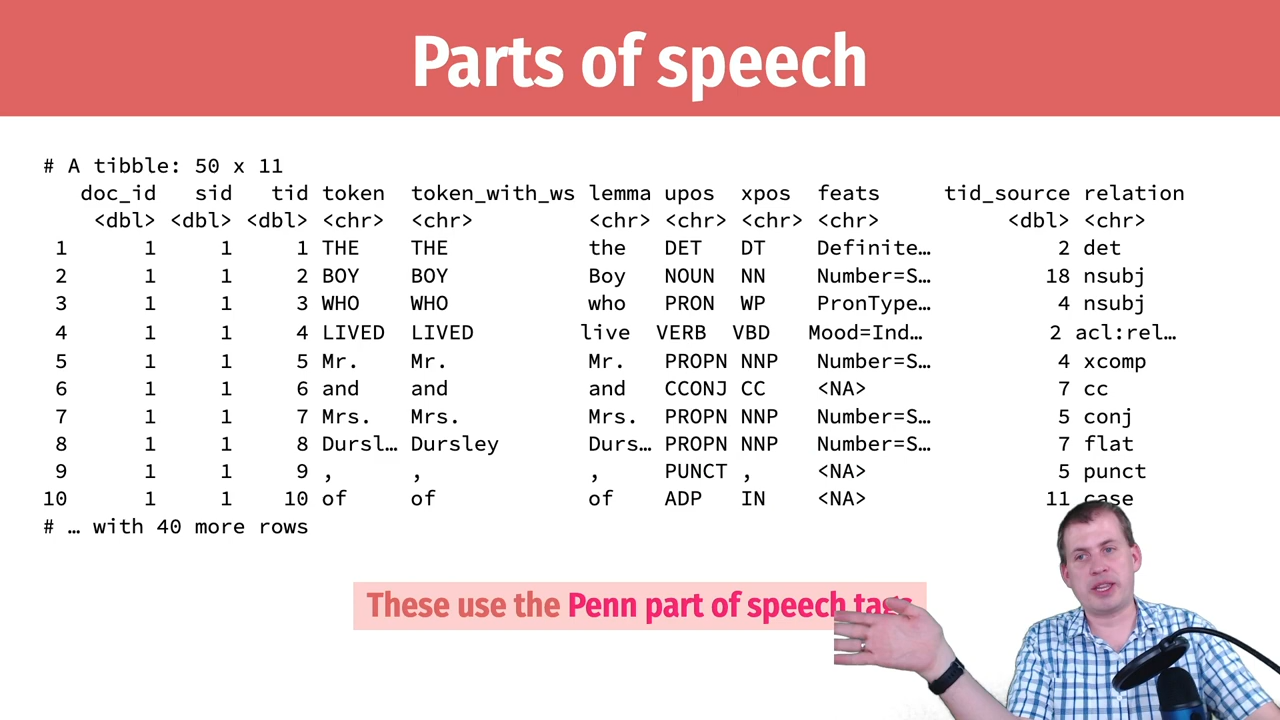 Parts of speech
# A tibble: 50 x 11
doc_id sid tid token token_with_ws lemma upos xpos feats tid_source relation
<dbl> <dbl> <dbl> <chr> <chr> <chr> <chr> <chr> <chr> <dbl> <chr>
1 1 1 1 THE THE the DET DT Definite… 2 det
2 1 1 2 BOY BOY Boy NOUN NN Number=S… 18 nsubj
3 1 1 3 WHO WHO who PRON WP PronType… 4 nsubj
4 1 1 4 LIVED LIVED live VERB VBD Mood=Ind… 2 acl:rel…
5 1 1 5 Mr. Mr. Mr. PROPN NNP Number=S… 4 xcomp
6 1 1 6 and and and CCONJ CC <NA> 7 cc
7 1 1 7 Mrs. Mrs. Mrs. PROPN NNP Number=S… 5 conj
8 1 1 8 Dursl… Dursley Durs… PROPN NNP Number=S… 7 flat
9 1 1 9 , , , PUNCT , <NA> 5 punct
10 1 1 10 of of of ADP IN <NA> 11 case
# … with 40 more rows
These use the Penn part of speech tags